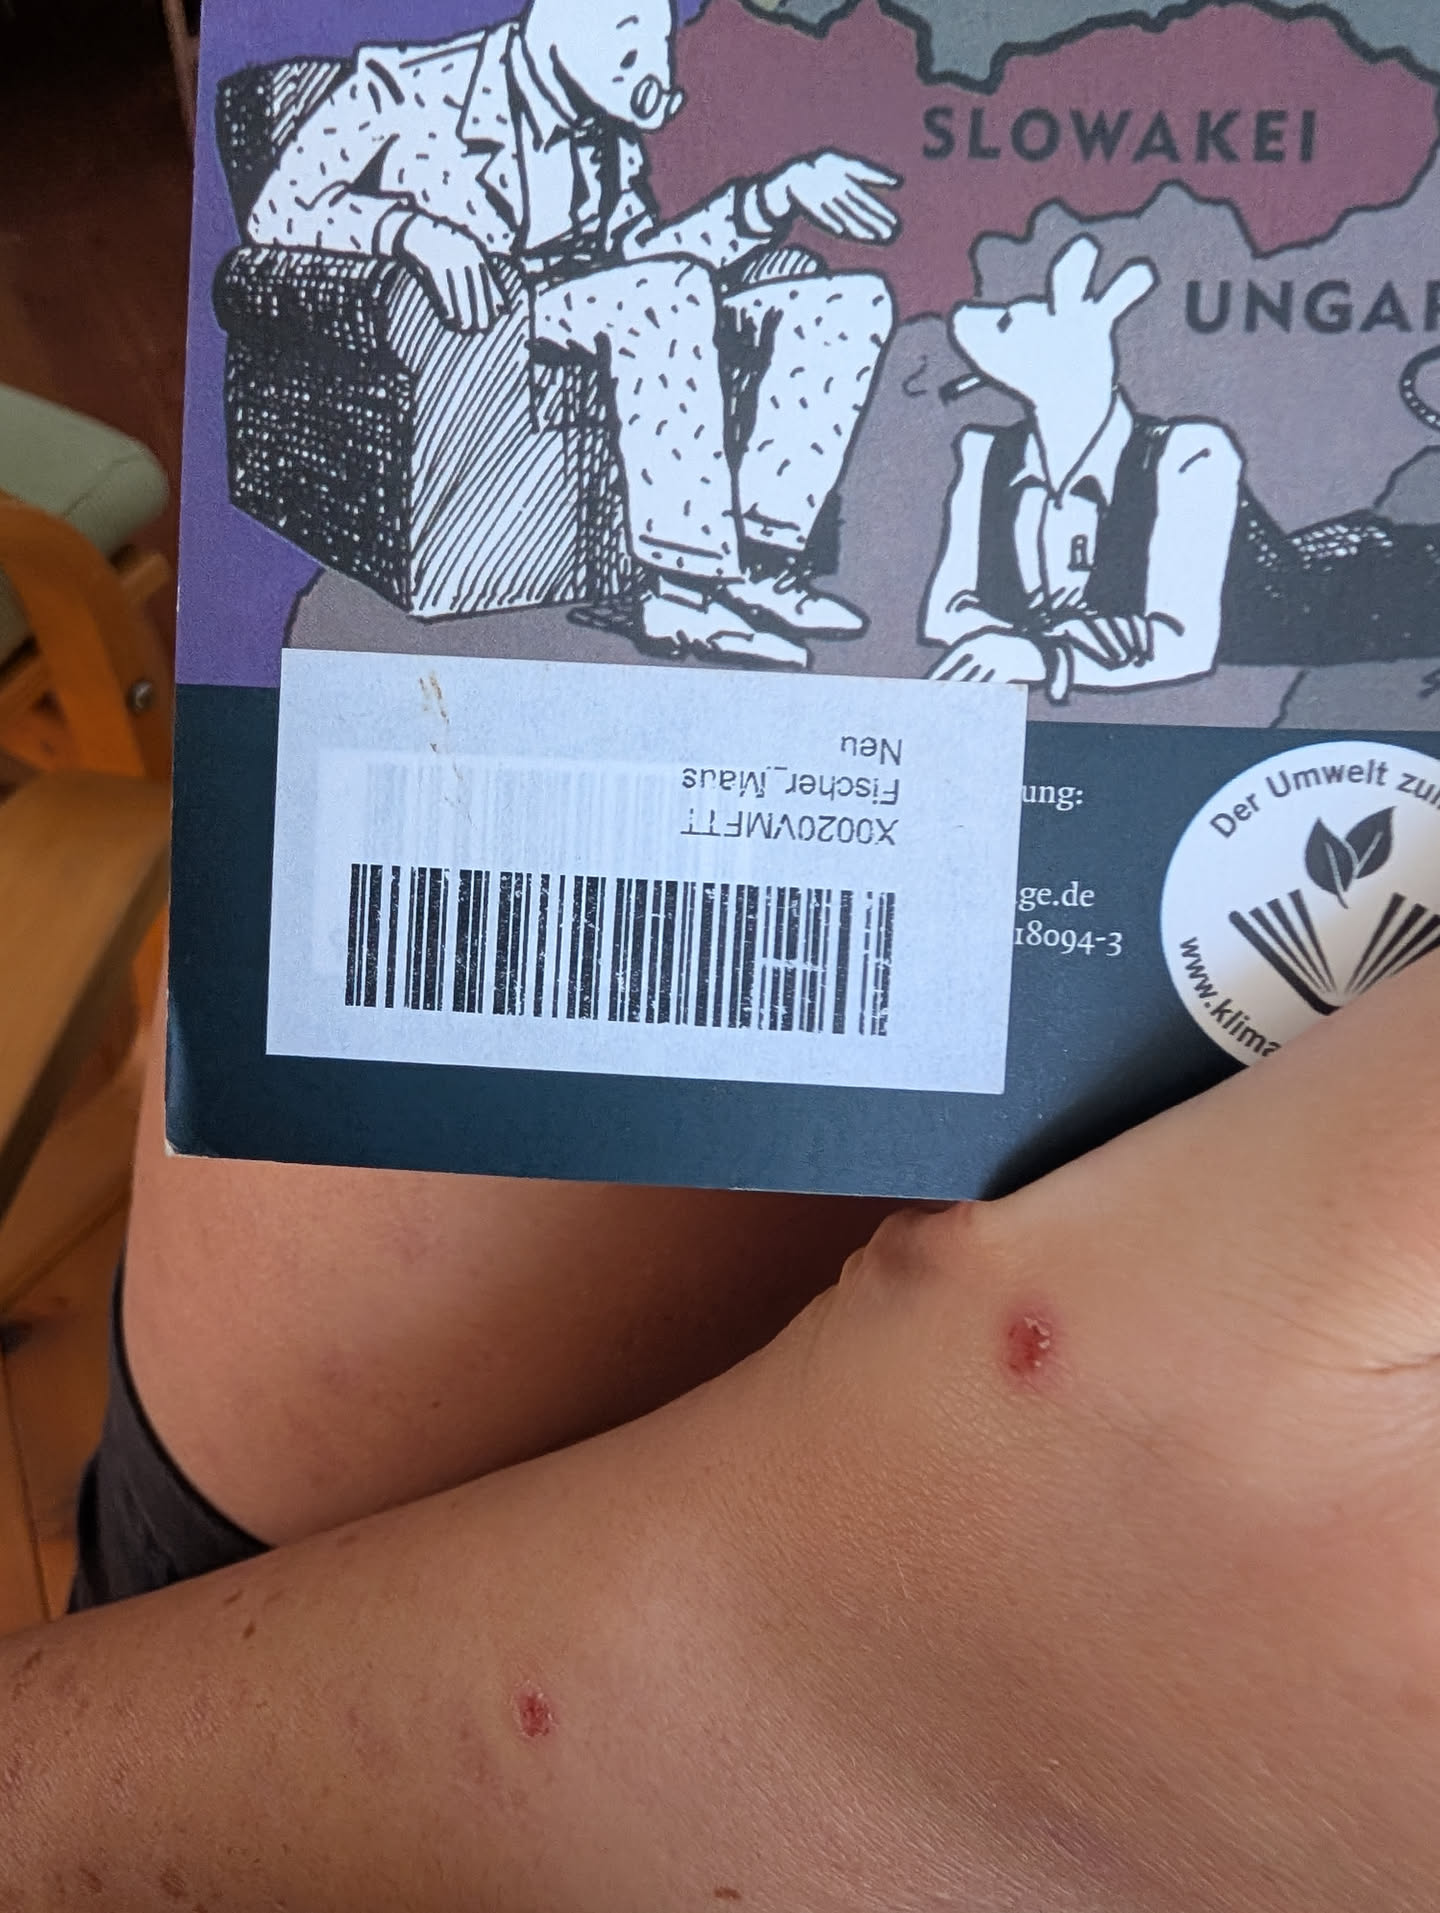 SLOWAKEI
UNGAR
Neu
Fischer_Maus
X0020VMFTT
ung:
ge.de
18094-3
Der Umwelt zu
www.klima